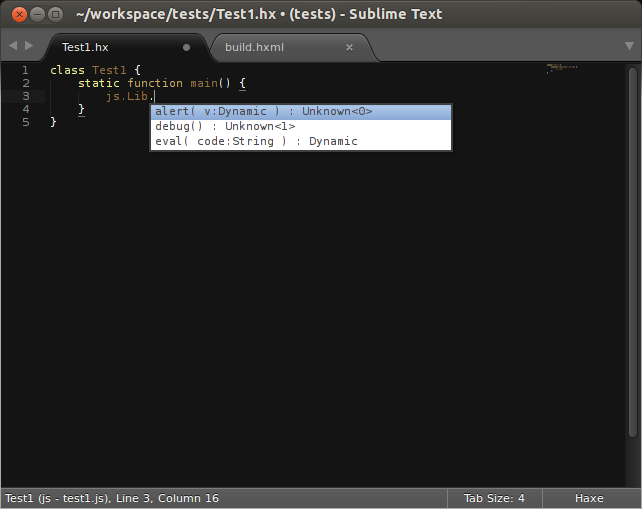 ~/workspace/tests/Test1.hx • (tests) - Sublime Text
Test1.hx
build.hxml
1 class Test1 {
2 static function main() {
3 js.Lib.
4 }
5 }
alert( v:Dynamic ) : Unknown<0>
debug() : Unknown<1>
eval( code:String ) : Dynamic
Test1 (js - test1.js), Line 3, Column 16
Tab Size: 4
Haxe